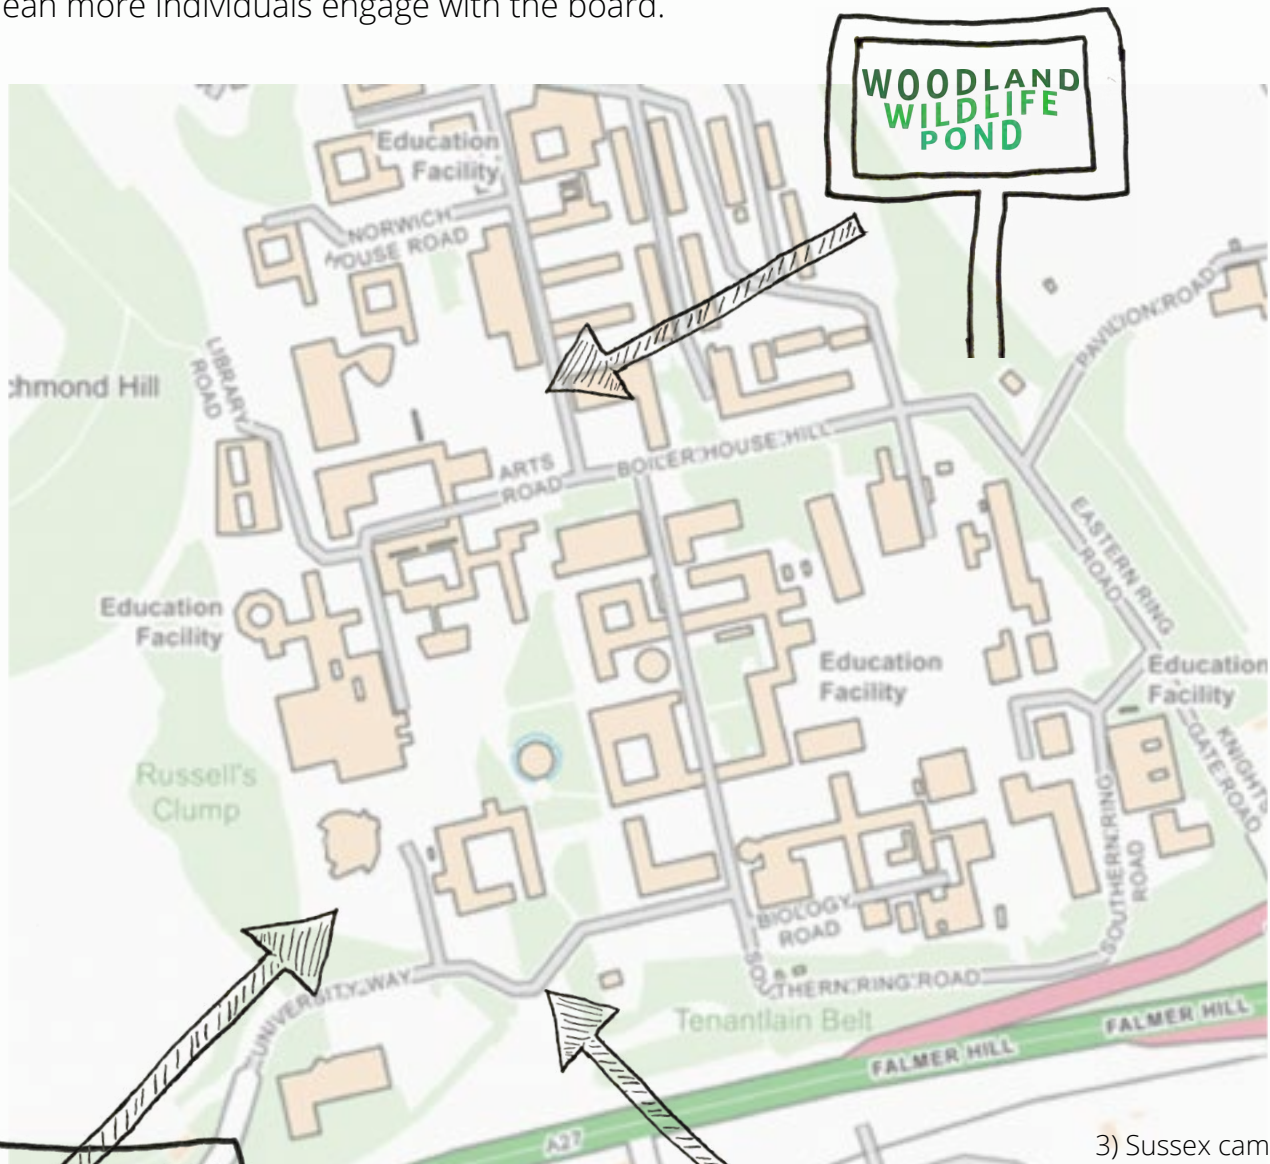 ean more individuals engage with the board.
WOODLAND
WILDLIFE
POND
Education
Facility
NORWICH
HOUSE ROAD
PAVILION ROAD
LIBRARY
ROAD
chmond Hill
ARTS
ROAD
BOILER HOUSE HILL
EASTERN RING
ROAD
Education
Facility
Education
Facility
Education
Facility
KNIGHTS
GATE ROAD
Russell's
Clump
SOUTHERN RING
ROAD
BIOLOGY
ROAD
UNIVERSITY WAY
SOUTHERN RING ROAD
Tenantlain Belt
FALMER HILL
FALMER HILL
A27
3) Sussex cam